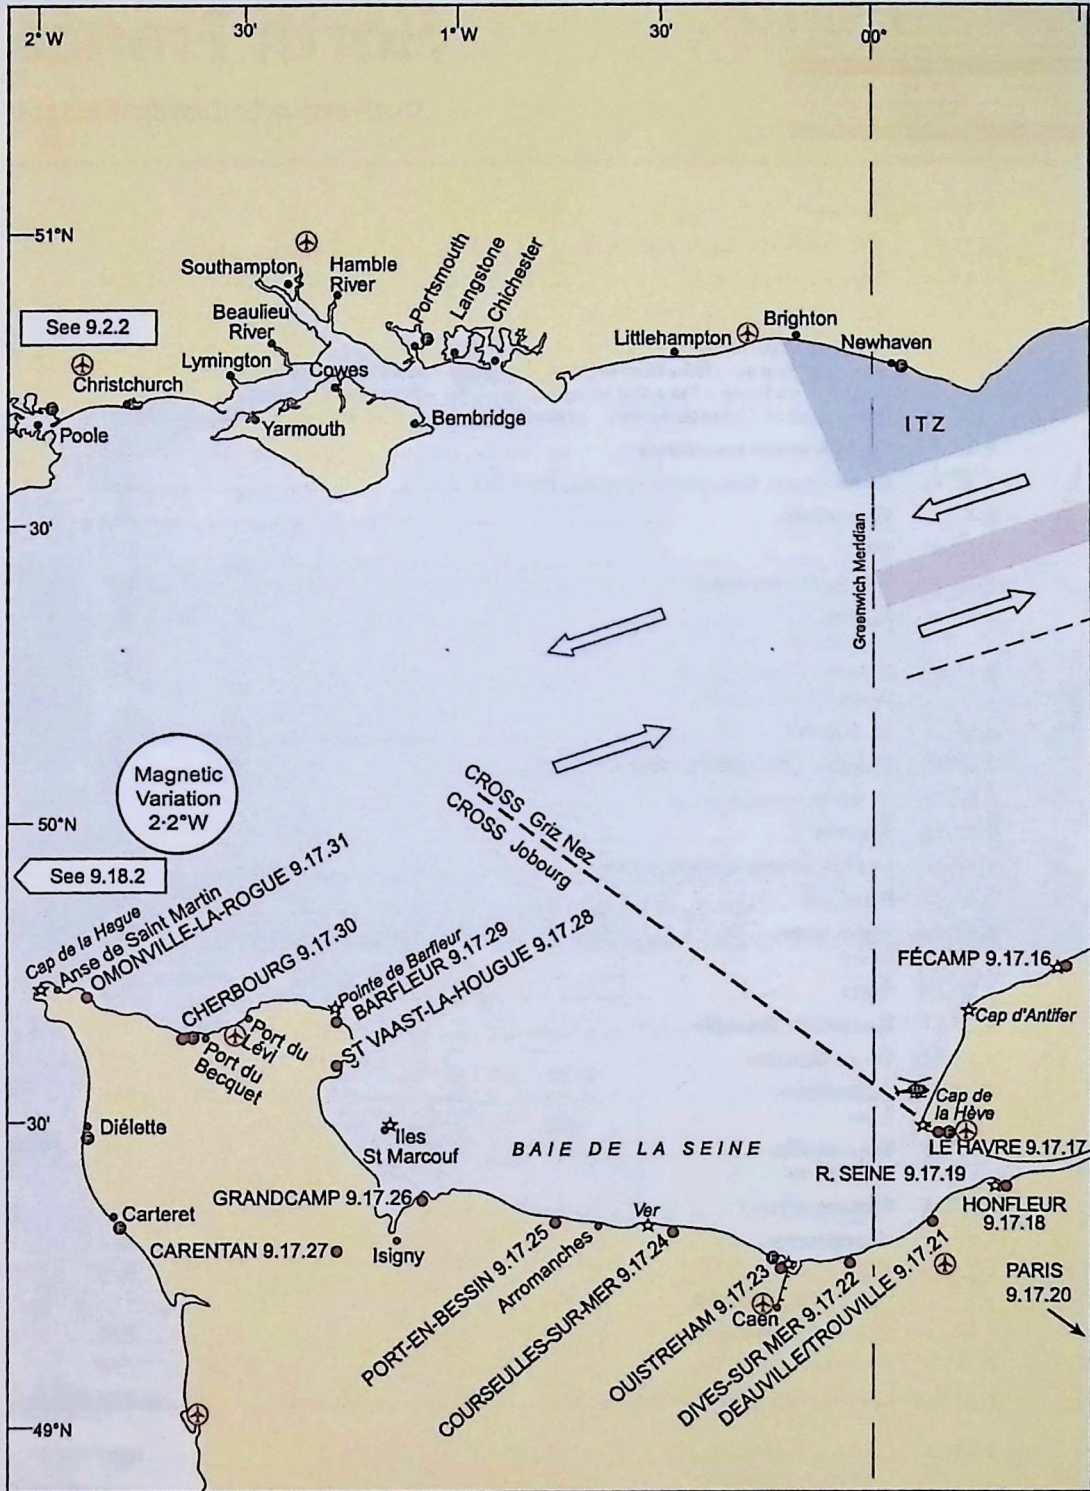 2°W
30'
1°W
30'
00°
51°N
Southampton
Hamble
River
Portsmouth
Langstone
Chichester
See 9.2.2
Beaulieu
River
Lymington
Christchurch
Cowes
Poole
Yarmouth
Bembridge
Littlehampton
Brighton
Newhaven
ITZ
30'
Greenwich Meridian
Magnetic
Variation
2·2°W
50°N
CROSS Griz Nez
CROSS Jobourg
See 9.18.2
Cap de la Hague
Anse de Saint Martin
OMONVILLE-LA-ROGUE 9.17.31
CHERBOURG 9.17.30
Port du
Lévi
Port du
Becquet
Pointe de Barfleur
BARFLEUR 9.17.29
ST VAAST-LA-HOUGUE 9.17.28
FÉCAMP 9.17.16
Cap d'Antifer
Cap de
la Hève
LE HAVRE 9.17.17
30'
Diélette
Iles
St Marcouf
BAIE DE LA SEINE
R. SEINE 9.17.19
HONFLEUR
9.17.18
Carteret
GRANDCAMP 9.17.26
CARENTAN 9.17.27
Isigny
PORT-EN-BESSIN 9.17.25
Arromanches
Ver
COURSEULLES-SUR-MER 9.17.24
OUISTREHAM 9.17.23
Caen
DIVES-SUR MER 9.17.22
DEAUVILLE/TROUVILLE 9.17.21
PARIS
9.17.20
49°N